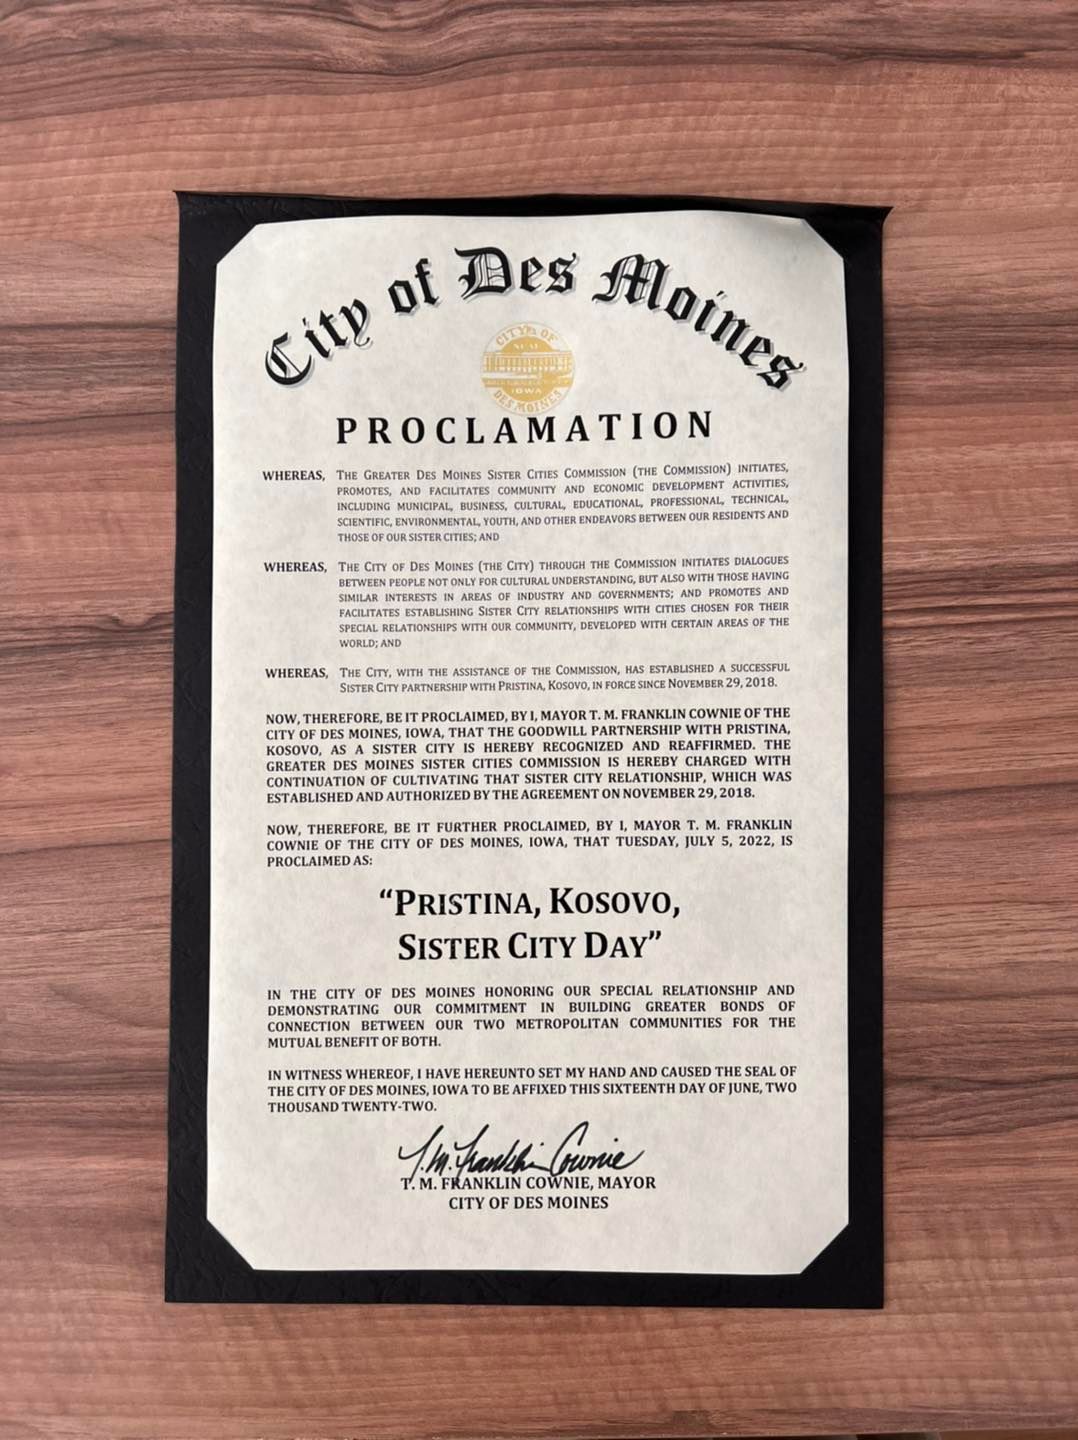 City of Des Moines
CITY OF
SEAL
IOWA
DES MOINES
PROCLAMATION
WHEREAS, THE GREATER DES MOINES SISTER CITIES COMMISSION (THE COMMISSION) INITIATES,
PROMOTES, AND FACILITATES COMMUNITY AND ECONOMIC DEVELOPMENT ACTIVITIES,
INCLUDING MUNICIPAL, BUSINESS, CULTURAL, EDUCATIONAL, PROFESSIONAL, TECHNICAL,
SCIENTIFIC, ENVIRONMENTAL, YOUTH, AND OTHER ENDEAVORS BETWEEN OUR RESIDENTS AND
THOSE OF OUR SISTER CITIES; AND
WHEREAS, THE CITY OF DES MOINES (THE CITY) THROUGH THE COMMISSION INITIATES DIALOGUES
BETWEEN PEOPLE NOT ONLY FOR CULTURAL UNDERSTANDING, BUT ALSO WITH THOSE HAVING
SIMILAR INTERESTS IN AREAS OF INDUSTRY AND GOVERNMENTS; AND PROMOTES AND
FACILITATES ESTABLISHING SISTER CITY RELATIONSHIPS WITH CITIES CHOSEN FOR THEIR
SPECIAL RELATIONSHIPS WITH OUR COMMUNITY, DEVELOPED WITH CERTAIN AREAS OF THE
WORLD; AND
WHEREAS, THE CITY, WITH THE ASSISTANCE OF THE COMMISSION, HAS ESTABLISHED A SUCCESSFUL
SISTER CITY PARTNERSHIP WITH PRISTINA, KOSOVO, IN FORCE SINCE NOVEMBER 29, 2018.
NOW, THEREFORE, BE IT PROCLAIMED, BY I, MAYOR T. M. FRANKLIN COWNIE OF THE
CITY OF DES MOINES, IOWA, THAT THE GOODWILL PARTNERSHIP WITH PRISTINA,
KOSOVO, AS A SISTER CITY IS HEREBY RECOGNIZED AND REAFFIRMED. THE
GREATER DES MOINES SISTER CITIES COMMISSION IS HEREBY CHARGED WITH
CONTINUATION OF CULTIVATING THAT SISTER CITY RELATIONSHIP, WHICH WAS
ESTABLISHED AND AUTHORIZED BY THE AGREEMENT ON NOVEMBER 29, 2018.
NOW, THEREFORE, BE IT FURTHER PROCLAIMED, BY I, MAYOR T. M. FRANKLIN
COWNIE OF THE CITY OF DES MOINES, IOWA, THAT TUESDAY, JULY 5, 2022, IS
PROCLAIMED AS:
“PRISTINA, KOSOVO,
SISTER CITY DAY”
IN THE CITY OF DES MOINES HONORING OUR SPECIAL RELATIONSHIP AND
DEMONSTRATING OUR COMMITMENT IN BUILDING GREATER BONDS OF
CONNECTION BETWEEN OUR TWO METROPOLITAN COMMUNITIES FOR THE
MUTUAL BENEFIT OF BOTH.
IN WITNESS WHEREOF, I HAVE HEREUNTO SET MY HAND AND CAUSED THE SEAL OF
THE CITY OF DES MOINES, IOWA TO BE AFFIXED THIS SIXTEENTH DAY OF JUNE, TWO
THOUSAND TWENTY-TWO.
T. M. Franklin Cownie
T. M. FRANKLIN COWNIE, MAYOR
CITY OF DES MOINES